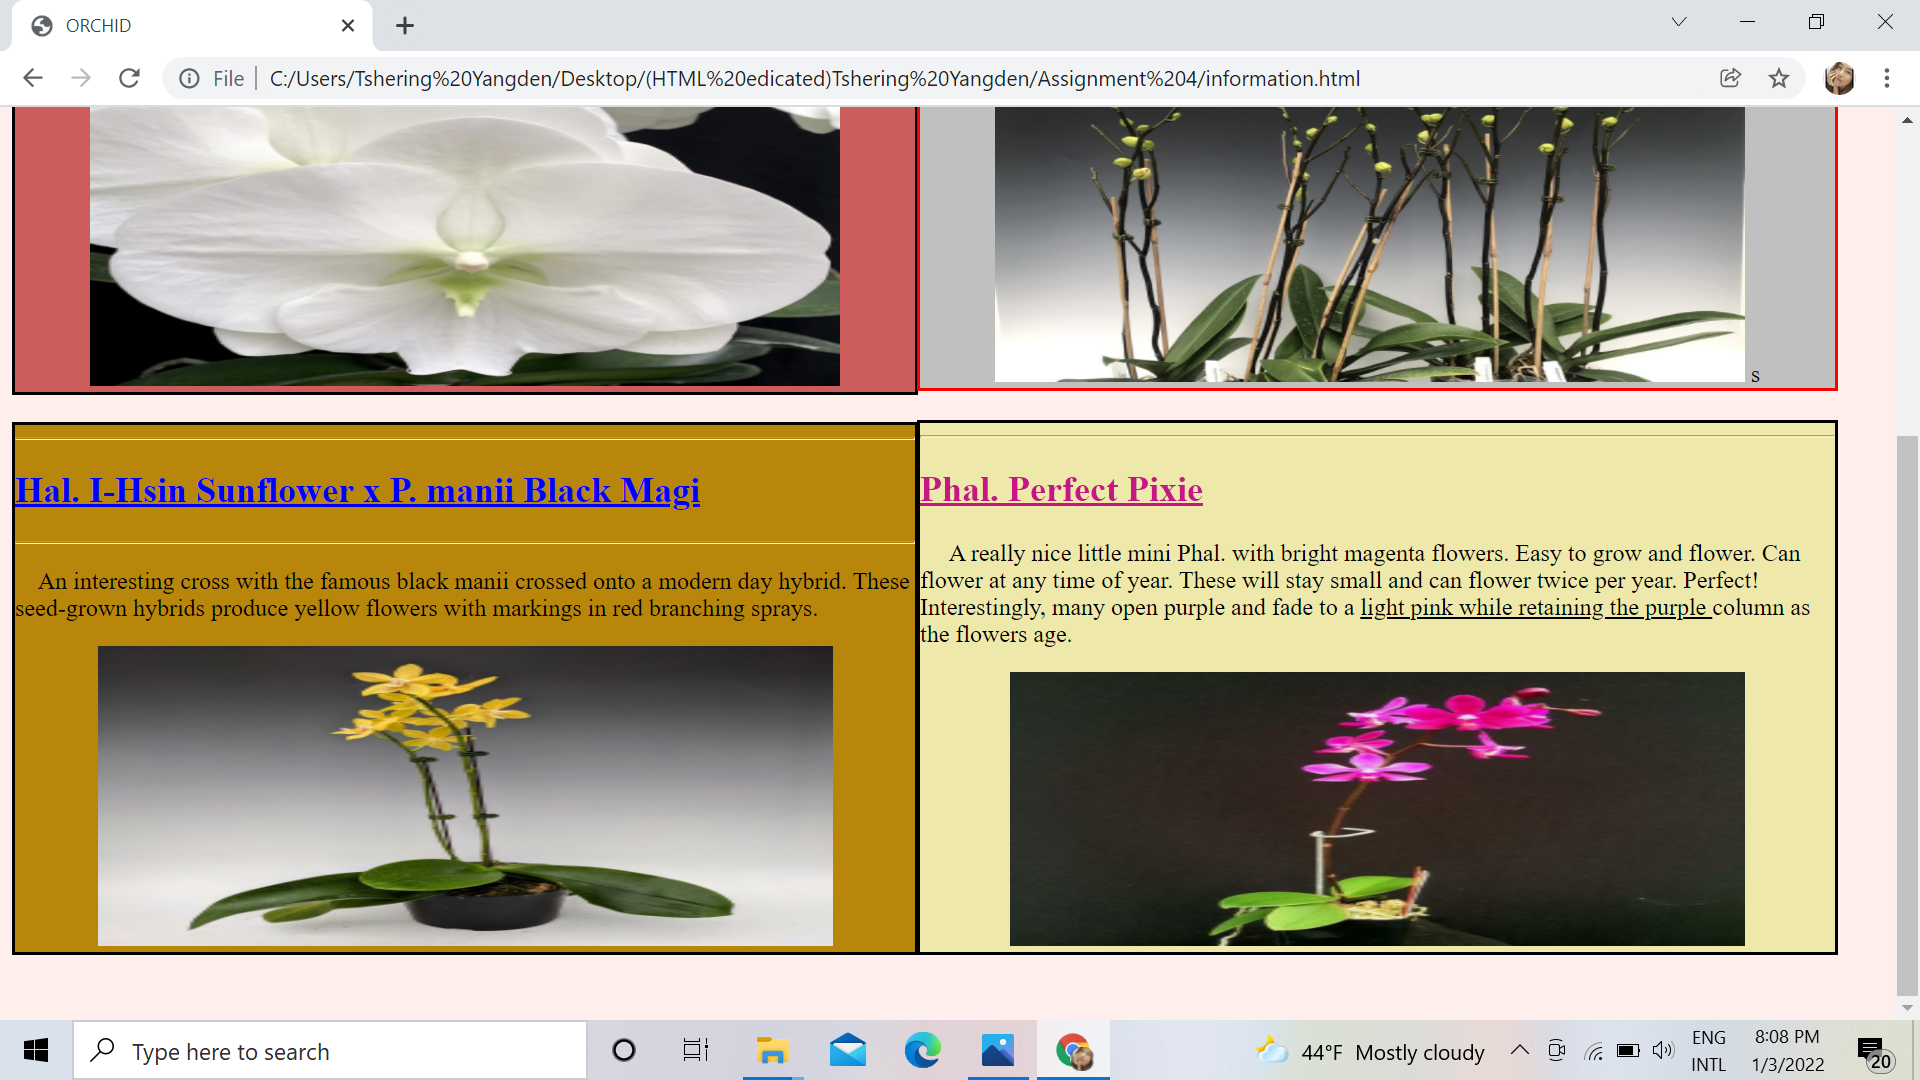 ORCHID
File
C:/Users/Tshering%20Yangden/Desktop/(HTML%20edicated)Tshering%20Yangden/Assignment%204/information.html
S
Hal. I-Hsin Sunflower x P. manii Black Magi
An interesting cross with the famous black manii crossed onto a modern day hybrid. These
seed-grown hybrids produce yellow flowers with markings in red branching sprays.
Phal. Perfect Pixie
A really nice little mini Phal. with bright magenta flowers. Easy to grow and flower. Can
flower at any time of year. These will stay small and can flower twice per year. Perfect!
Interestingly, many open purple and fade to a light pink while retaining the purple column as
the flowers age.
Type here to search
44°F Mostly cloudy
ENG
INTL
8:08 PM
1/3/2022
20